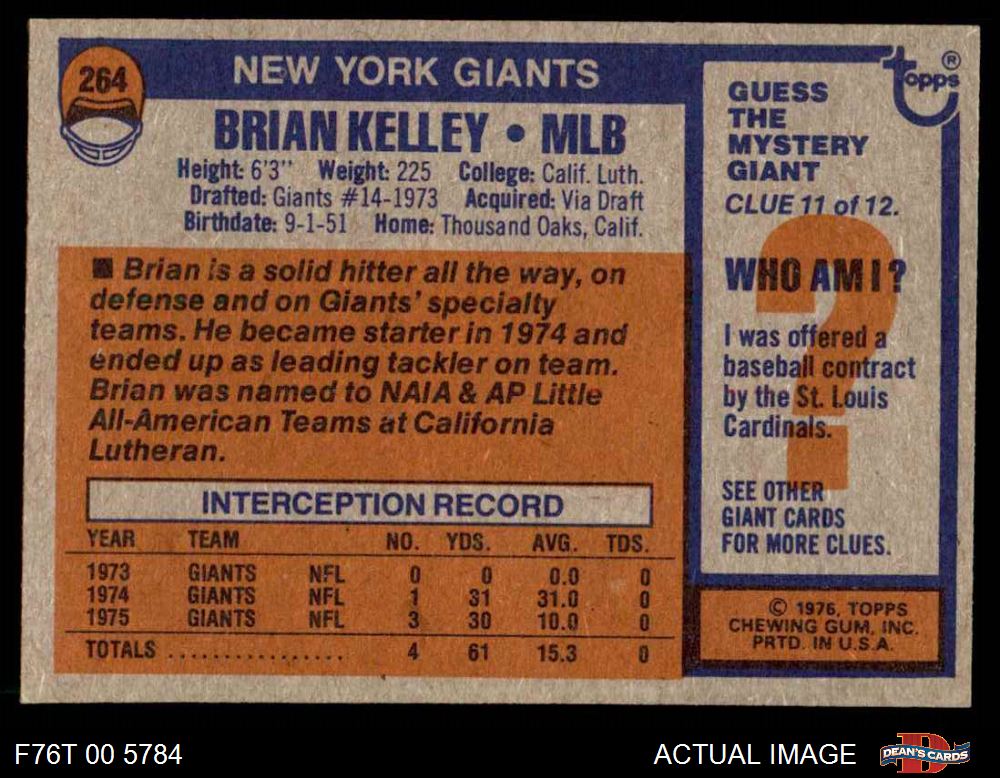 264
NEW YORK GIANTS
BRIAN KELLEY • MLB
Height: 6'3" Weight: 225 College: Calif. Luth.
Drafted: Giants #14-1973 Acquired: Via Draft
Birthdate: 9-1-51 Home: Thousand Oaks, Calif.
■ Brian is a solid hitter all the way, on
defense and on Giants' specialty
teams. He became starter in 1974 and
ended up as leading tackler on team.
Brian was named to NAIA & AP Little
All-American Teams at California
Lutheran.
INTERCEPTION RECORD
YEAR TEAM NO. YDS. AVG. TDS.
1973 GIANTS NFL 0 0 0.0 0
1974 GIANTS NFL 1 31 31.0 0
1975 GIANTS NFL 3 30 10.0 0
TOTALS ................ 4 61 15.3 0
topps ®
GUESS
THE
MYSTERY
GIANT
CLUE 11 of 12.
?
WHO AM I?
I was offered a
baseball contract
by the St. Louis
Cardinals.
SEE OTHER
GIANT CARDS
FOR MORE CLUES.
© 1976, TOPPS
CHEWING GUM, INC.
PRTD. IN U.S.A.
F76T 00 5784
ACTUAL IMAGE
DEAN'S CARDS